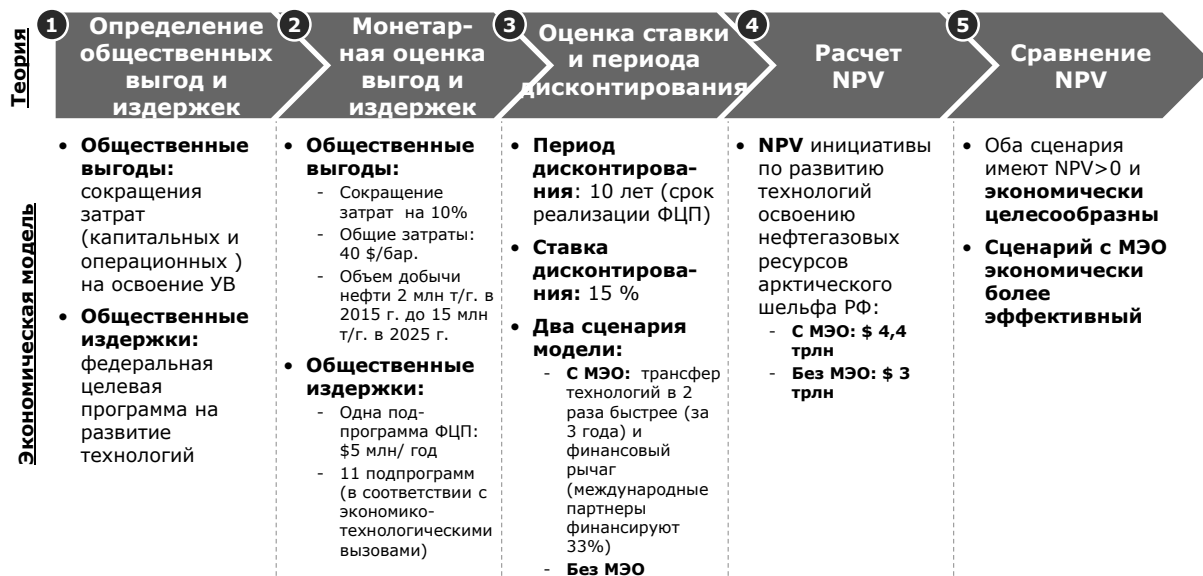 Теория
1
Определение
общественных
выгод и
издержек
2
Монетар-
ная оценка
выгод и
издержек
3
Оценка ставки
и периода
дисконтирования
4
Расчет
NPV
5
Сравнение
NPV
Экономическая модель
• Общественные
выгоды:
сокращения
затрат
(капитальных и
операционных )
на освоение УВ
• Общественные
издержки:
федеральная
целевая
программа на
развитие
технологий
• Общественные
выгоды:
- Сокращение
затрат на 10%
- Общие затраты:
40 $/бар.
- Объем добычи
нефти 2 млн т/г. в
2015 г. до 15 млн
т/г. в 2025 г.
• Общественные
издержки:
- Одна под-
программа ФЦП:
$5 млн/ год
- 11 подпрограмм
(в соответствии с
экономико-
технологическими
вызовами)
• Период
дисконтирова-
ния: 10 лет (срок
реализации ФЦП)
• Ставка
дисконтирова-
ния: 15 %
• Два сценария
модели:
- С МЭО: трансфер
технологий в 2
раза быстрее (за
3 года) и
финансовый
рычаг
(международные
партнеры
финансируют
33%)
- Без МЭО
• NPV инициативы
по развитию
технологий
освоению
нефтегазовых
ресурсов
арктического
шельфа РФ:
- С МЭО: $ 4,4
трлн
- Без МЭО: $ 3
трлн
• Оба сценария
имеют NPV>0 и
экономически
целесообразны
• Сценарий с МЭО
экономически
более
эффективный